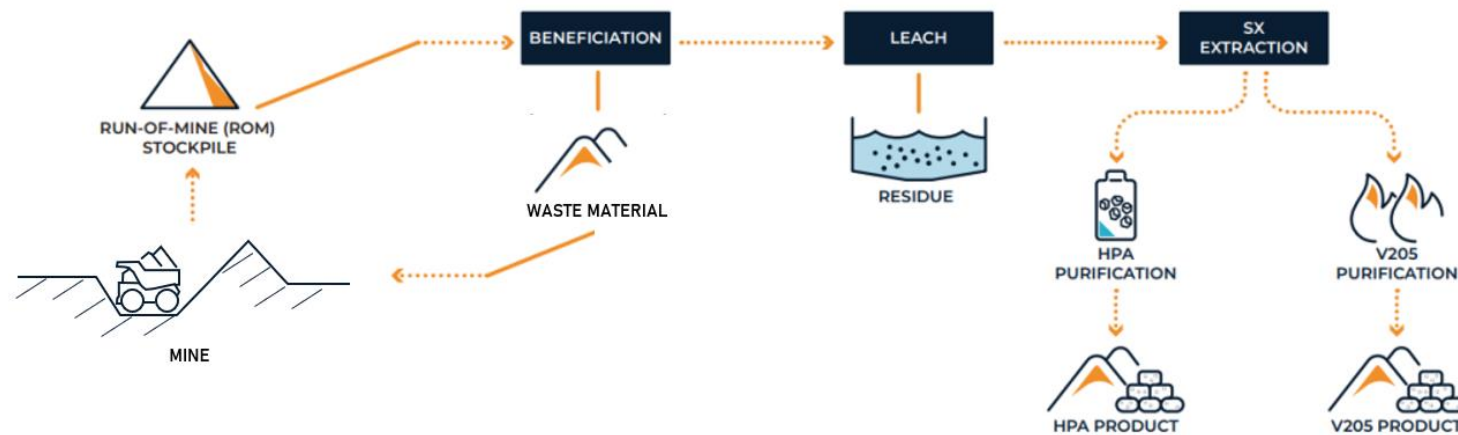 BENEFICIATION
LEACH
SX
EXTRACTION
RUN-OF-MINE (ROM)
STOCKPILE
WASTE MATERIAL
RESIDUE
MINE
HPA
PURIFICATION
V205
PURIFICATION
HPA PRODUCT
V205 PRODUCT